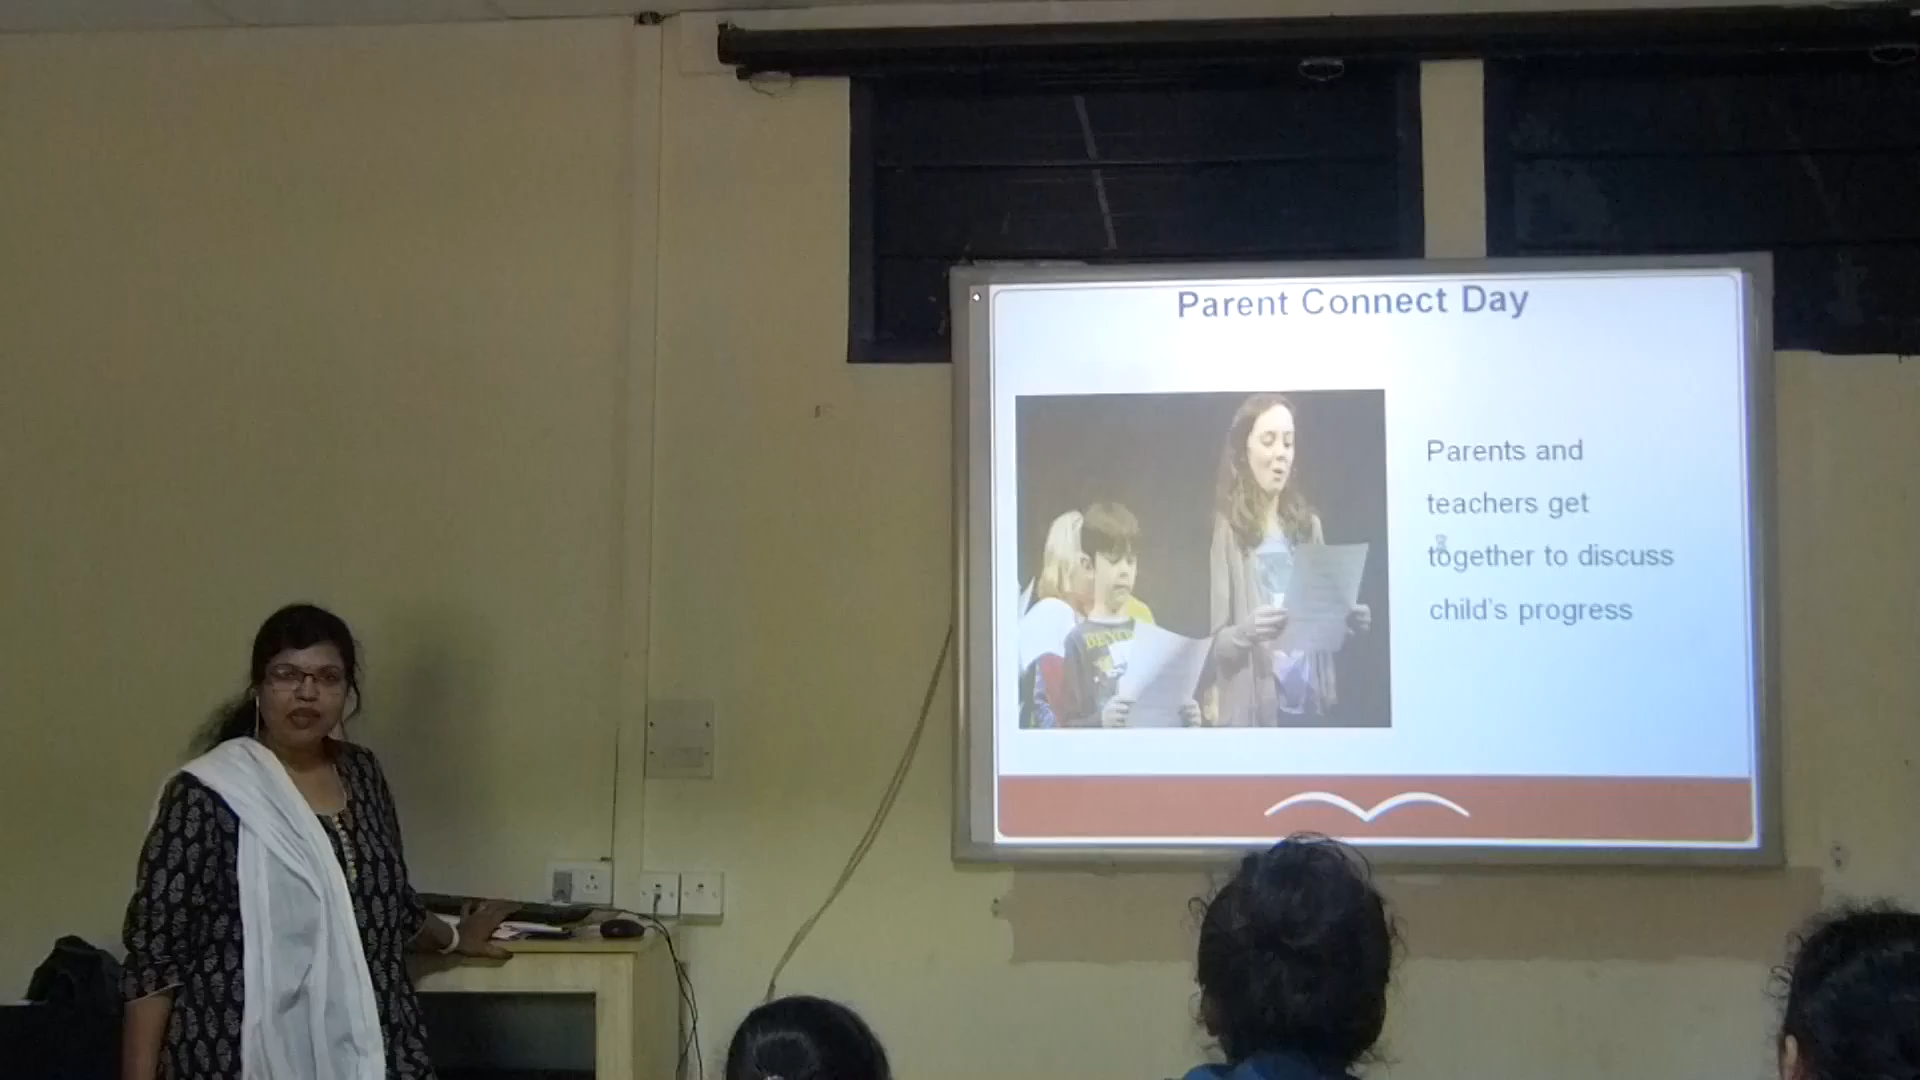 Parent Connect Day
Parents and
teachers get
together to discuss
child's progress